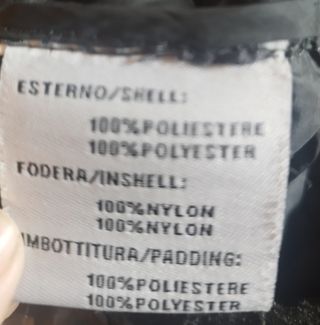 ESTERNO/SHELL:
100%POLIESTERE
100%POLYESTER
FODERA/INSHELL:
100%NYLON
100%NYLON
IMBOTTITURA/PADDING:
100%POLIESTERE
100%POLYESTER